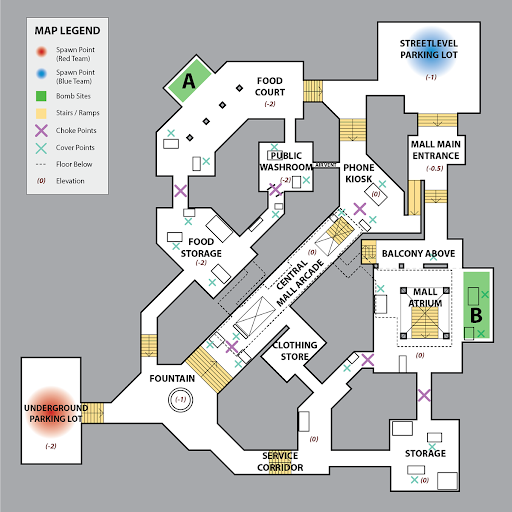 MAP LEGEND
Spawn Point
(Red Team)
Spawn Point
(Blue Team)
Bomb Sites
Stairs / Ramps
Choke Points
Cover Points
Floor Below
(0) Elevation
A
FOOD
COURT
(-2)
STREETLEVEL
PARKING LOT
(-1)
PUBLIC
WASHROOM
(-2)
AIR VENT
PHONE
KIOSK
(0)
MALL MAIN
ENTRANCE
(-0.5)
FOOD
STORAGE
(-2)
(0)
CENTRAL
MALL ARCADE
BALCONY ABOVE
MALL
ATRIUM
(0)
B
CLOTHING
STORE
FOUNTAIN
(-1)
UNDERGROUND
PARKING LOT
(-2)
(0)
SERVICE
CORRIDOR
STORAGE
(0)